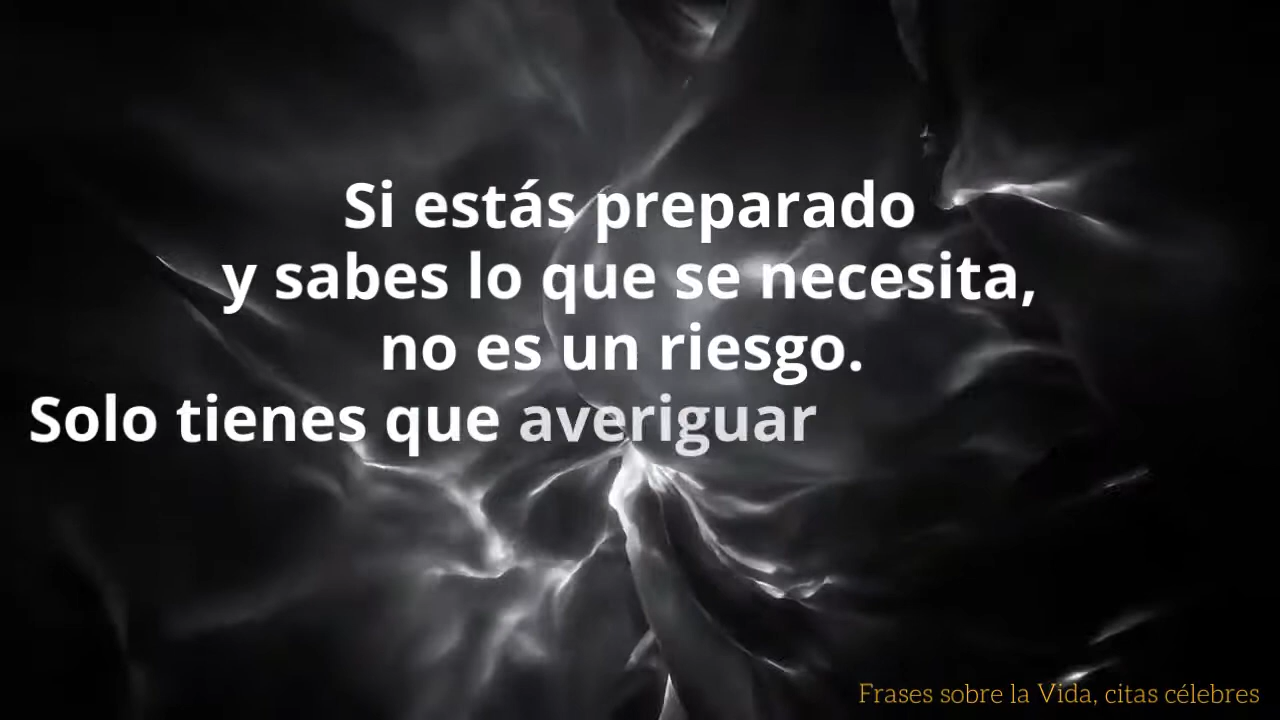 Si estás preparado
y sabes lo que se necesita,
no es un riesgo.
Solo tienes que averiguar
Frases sobre la Vida, citas célebres